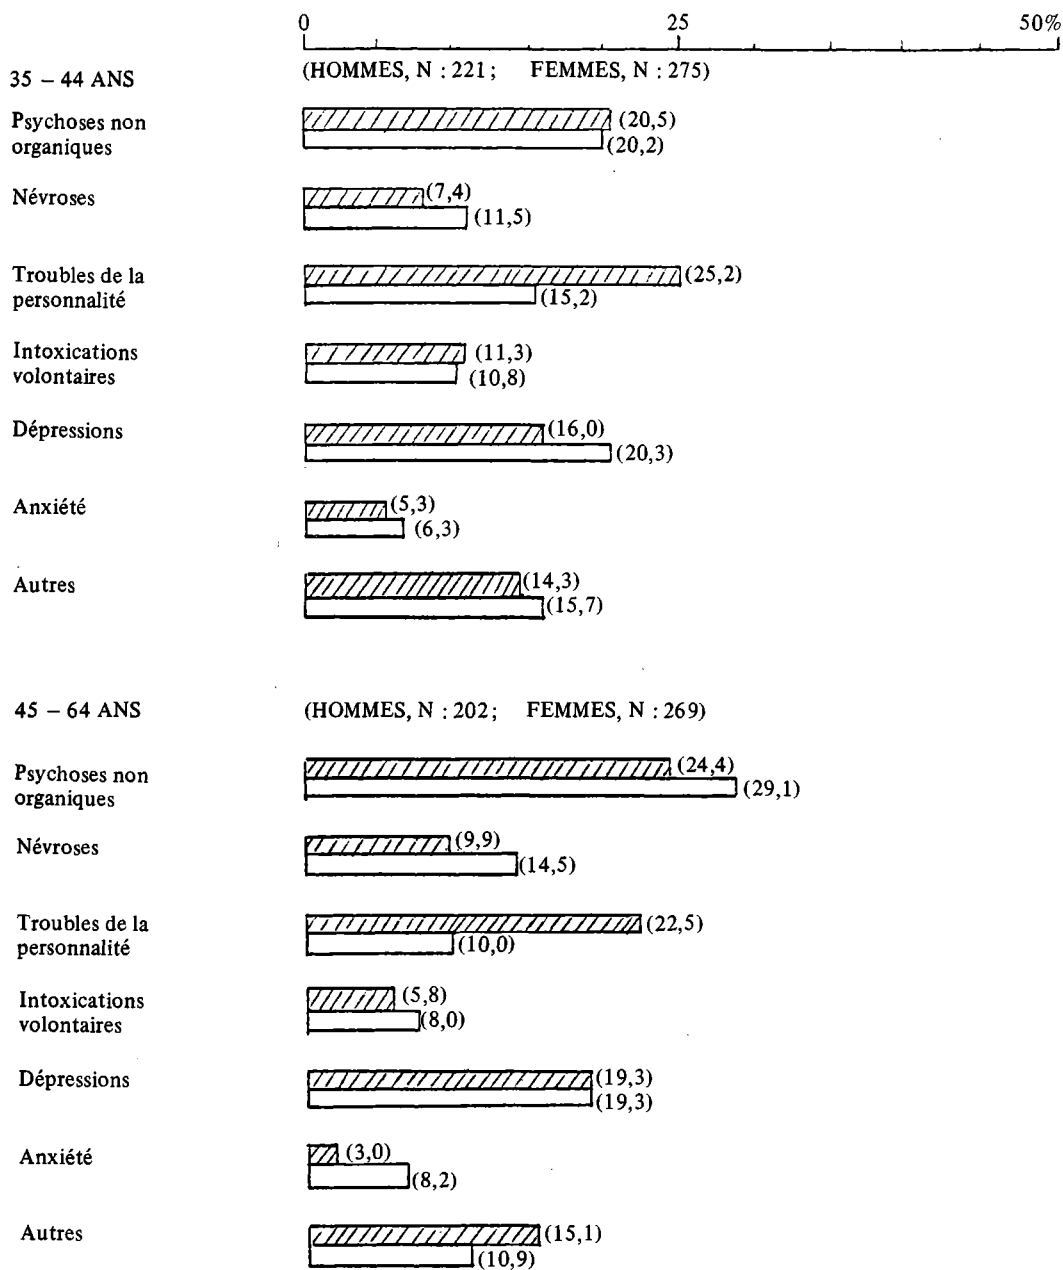 0 25 50%
35 – 44 ANS (HOMMES, N : 221; FEMMES, N : 275)
Psychoses non
organiques
(20,5)
(20,2)
Névroses
(7,4)
(11,5)
Troubles de la
personnalité
(25,2)
(15,2)
Intoxications
volontaires
(11,3)
(10,8)
Dépressions
(16,0)
(20,3)
Anxiété
(5,3)
(6,3)
Autres
(14,3)
(15,7)
45 – 64 ANS (HOMMES, N : 202; FEMMES, N : 269)
Psychoses non
organiques
(24,4)
(29,1)
Névroses
(9,9)
(14,5)
Troubles de la
personnalité
(22,5)
(10,0)
Intoxications
volontaires
(5,8)
(8,0)
Dépressions
(19,3)
(19,3)
Anxiété
(3,0)
(8,2)
Autres
(15,1)
(10,9)